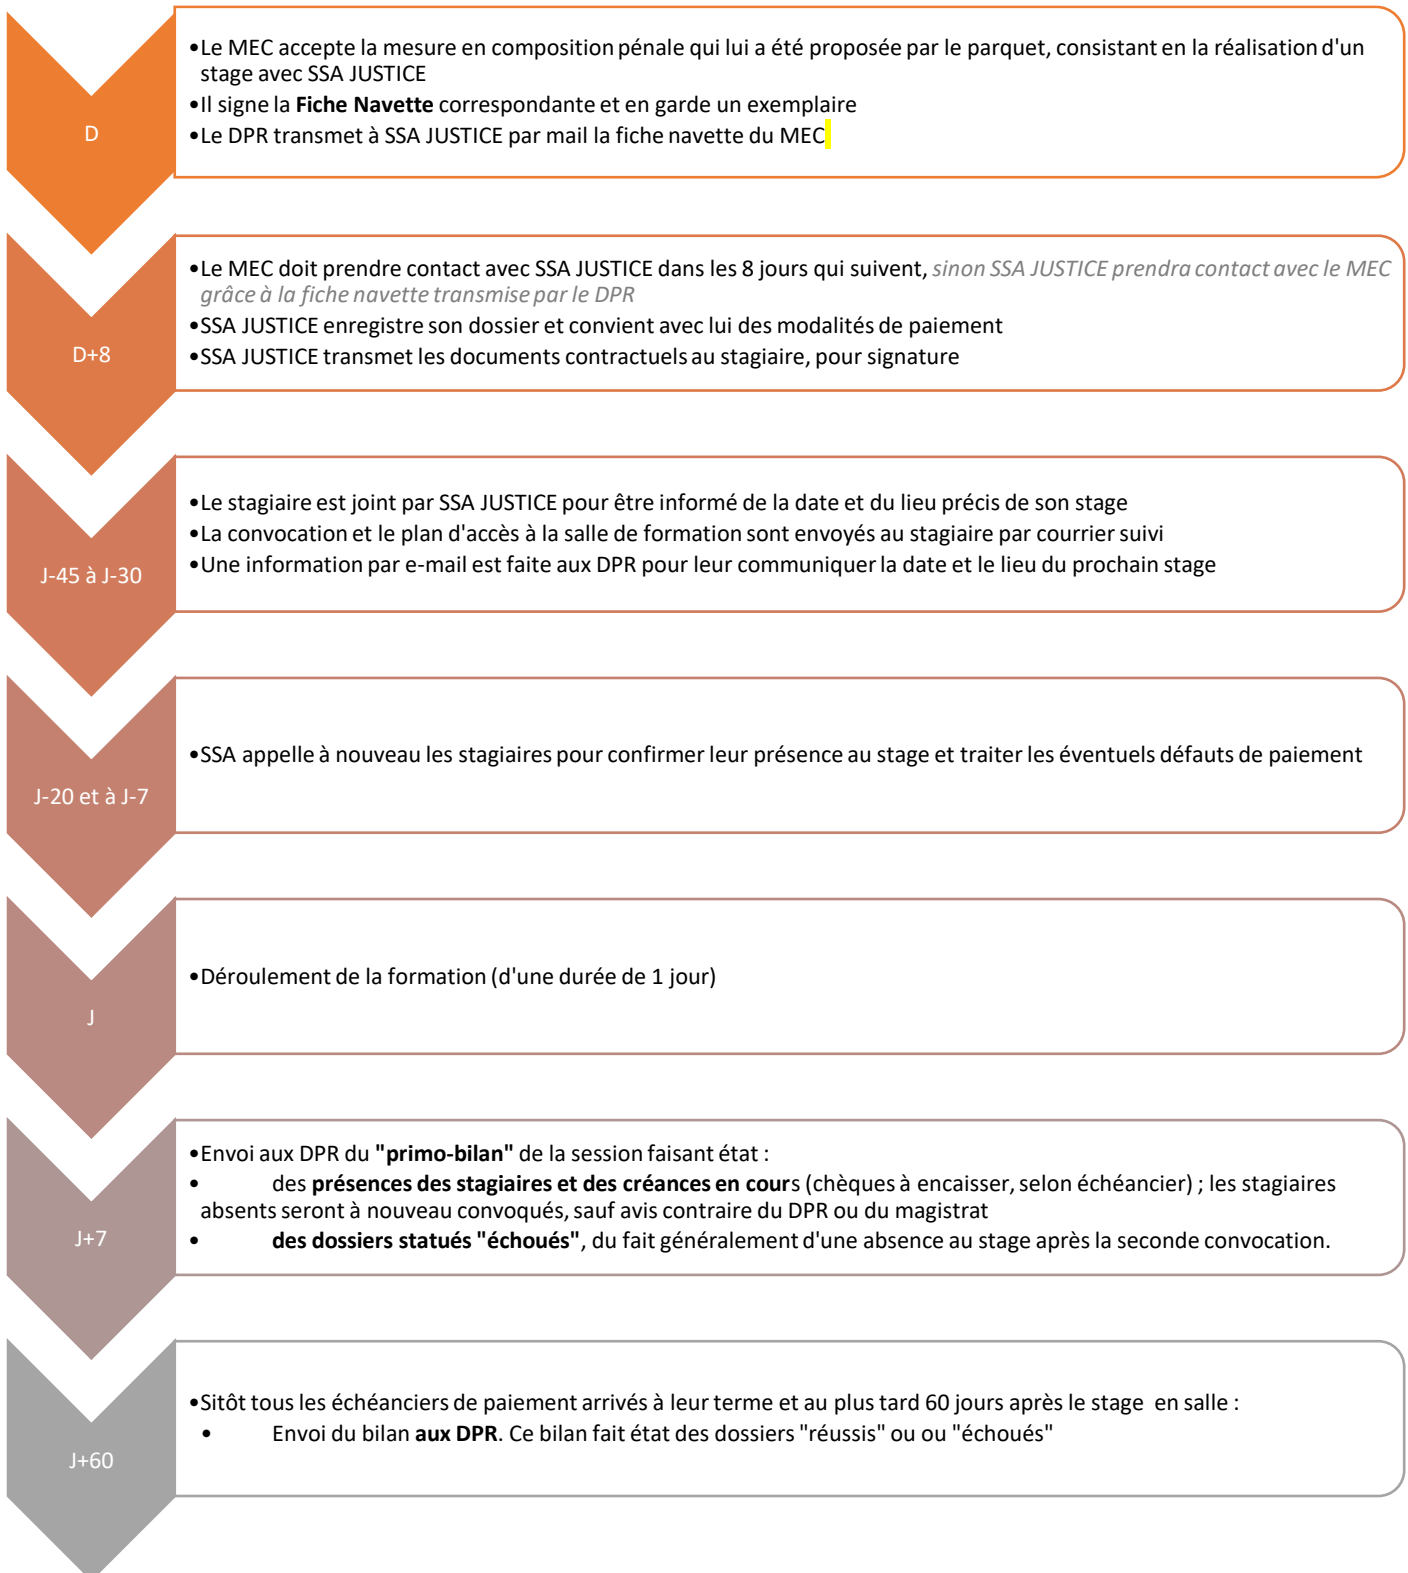 •Le MEC accepte la mesure en composition pénale qui lui a été proposée par le parquet, consistant en la réalisation d'un
stage avec SSA JUSTICE
•Il signe la Fiche Navette correspondante et en garde un exemplaire
D
•Le DPR transmet à SSA JUSTICE par mail la fiche navette du MEC
•Le MEC doit prendre contact avec SSA JUSTICE dans les 8 jours qui suivent, sinon SSA JUSTICE prendra contact avec le MEC
grâce à la fiche navette transmise par le DPR
•SSA JUSTICE enregistre son dossier et convient avec lui des modalités de paiement
D+8
•SSA JUSTICE transmet les documents contractuels au stagiaire, pour signature
•Le stagiaire est joint par SSA JUSTICE pour être informé de la date et du lieu précis de son stage
•La convocation et le plan d'accès à la salle de formation sont envoyés au stagiaire par courrier suivi
J-45 à J-30
•Une information par e-mail est faite aux DPR pour leur communiquer la date et le lieu du prochain stage
J-20 et à J-7
•SSA appelle à nouveau les stagiaires pour confirmer leur présence au stage et traiter les éventuels défauts de paiement
J
•Déroulement de la formation (d'une durée de 1 jour)
•Envoi aux DPR du "primo-bilan" de la session faisant état :
• des présences des stagiaires et des créances en cours (chèques à encaisser, selon échéancier) ; les stagiaires
absents seront à nouveau convoqués, sauf avis contraire du DPR ou du magistrat
J+7
• des dossiers statués "échoués", du fait généralement d'une absence au stage après la seconde convocation.
•Sitôt tous les échéanciers de paiement arrivés à leur terme et au plus tard 60 jours après le stage en salle :
• Envoi du bilan aux DPR. Ce bilan fait état des dossiers "réussis" ou ou "échoués"
J+60